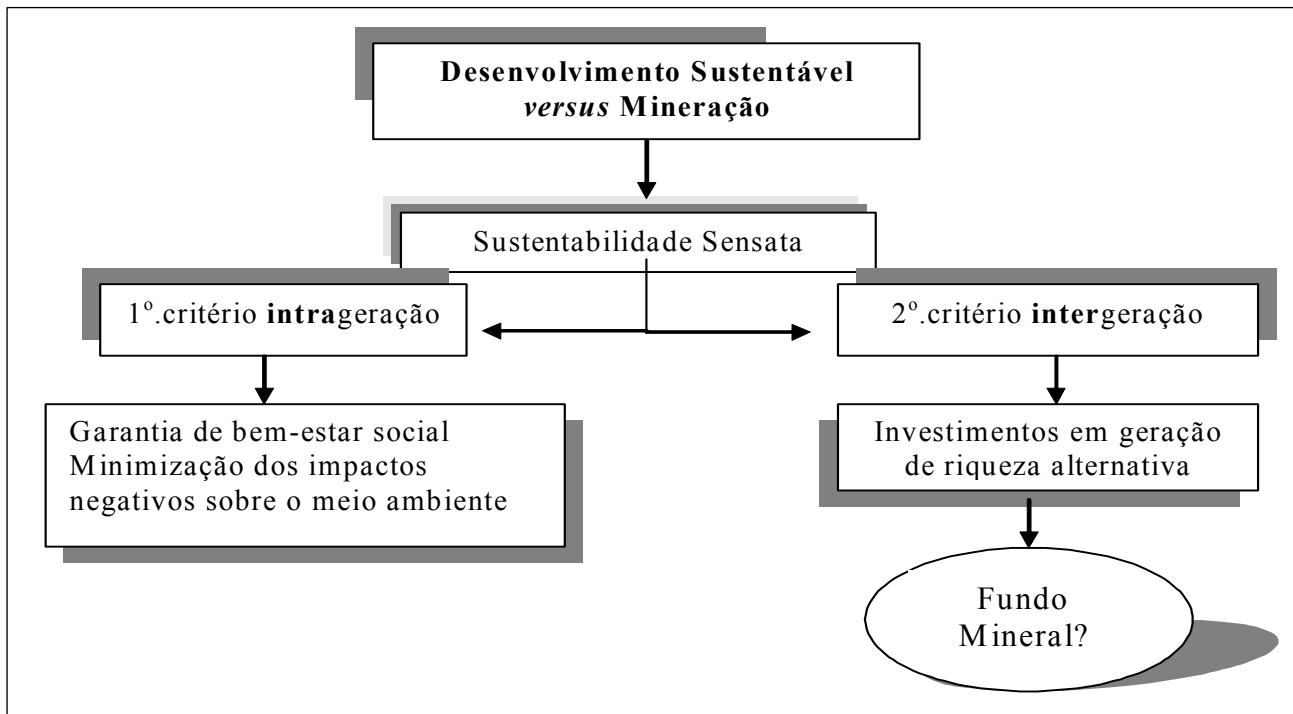 Desenvolvimento Sustentável
versus Mineração
Sustentabilidade Sensata
1º.critério intrageração
2º.critério intergeração
Garantia de bem-estar social
Minimização dos impactos
negativos sobre o meio ambiente
Investimentos em geração
de riqueza alternativa
Fundo
Mineral?